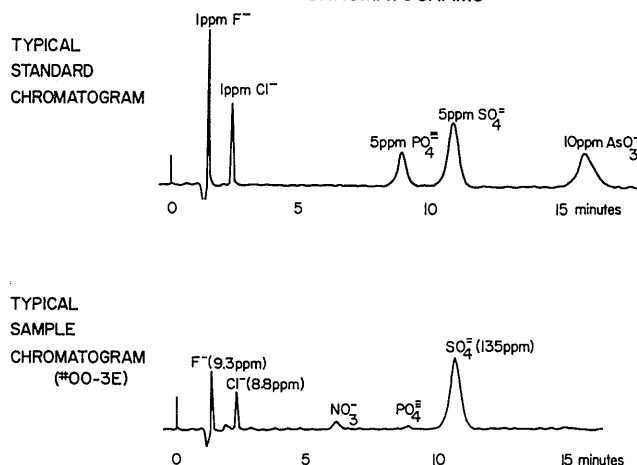 TYPICAL
STANDARD
CHROMATOGRAM
1ppm F⁻
1ppm Cl⁻
5ppm PO₄≡
5ppm SO₄⁼
10ppm AsO₃⁻
0 5 10 15 minutes
TYPICAL
SAMPLE
CHROMATOGRAM
(#00-3E)
F⁻(9.3ppm)
Cl⁻(8.8ppm)
NO₃⁻
PO₄≡
SO₄⁼(135ppm)
0 5 10 15 minutes